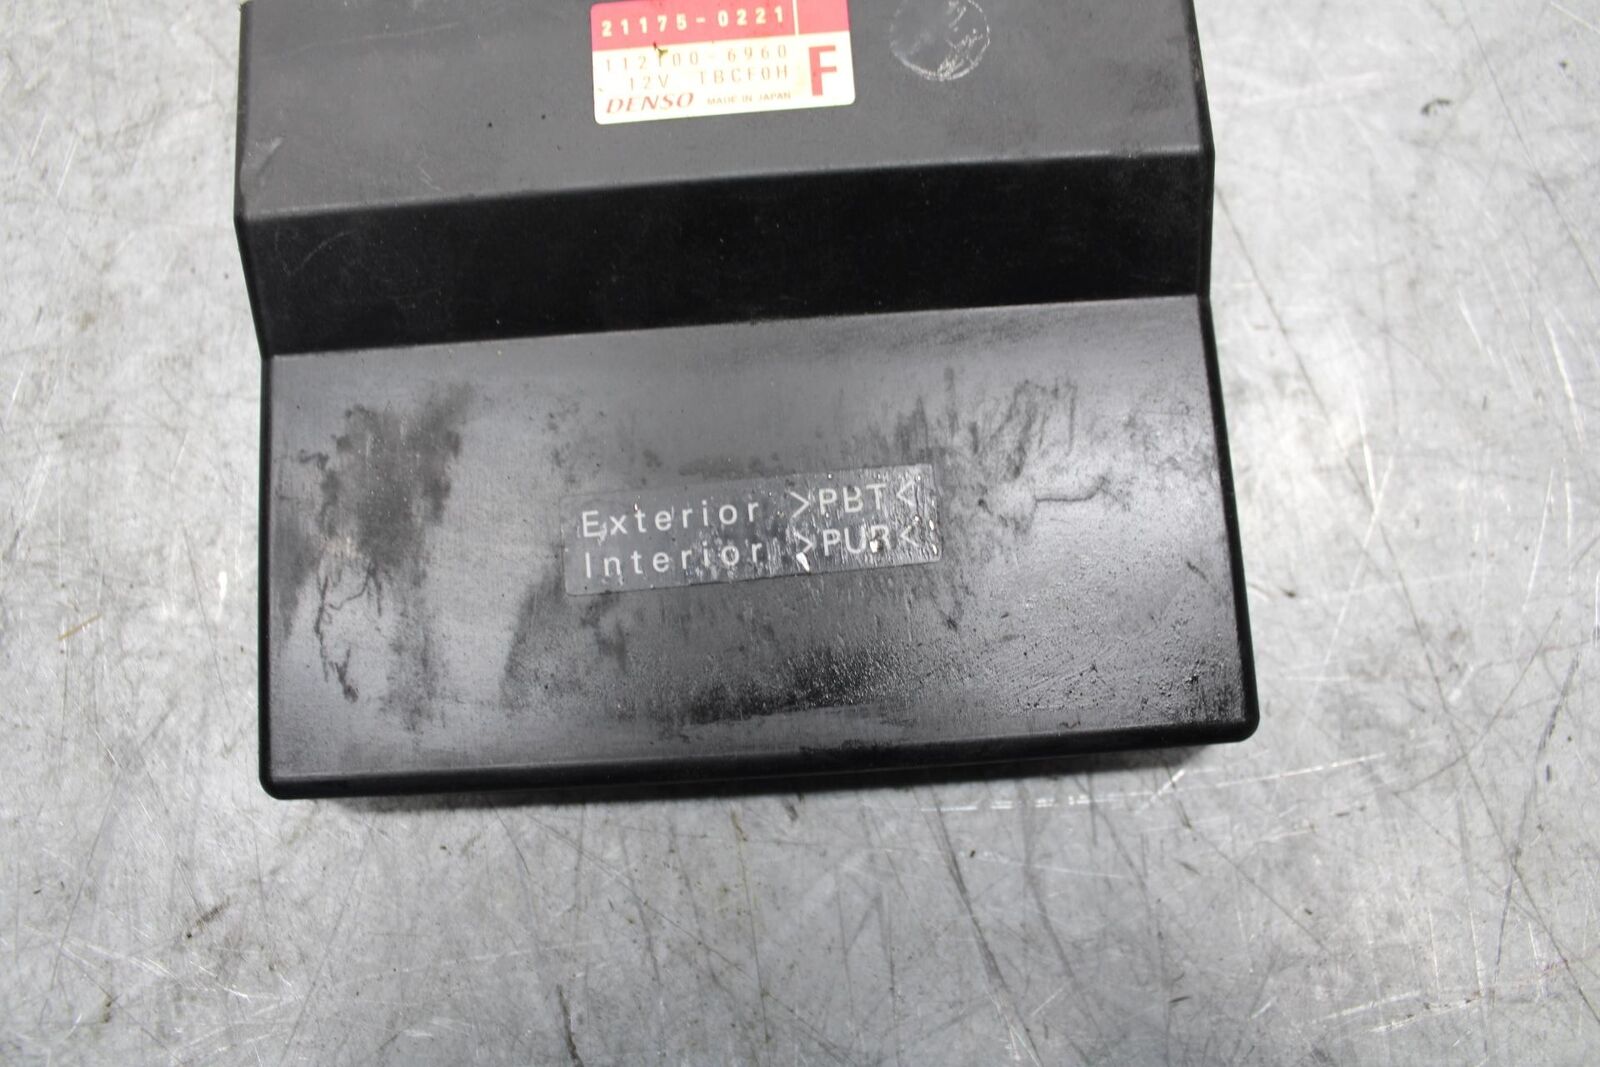 21175-0221
112100-6960
12V TBCF0H
F
DENSO MADE IN JAPAN
Exterior >PBT<
Interior >PUR<